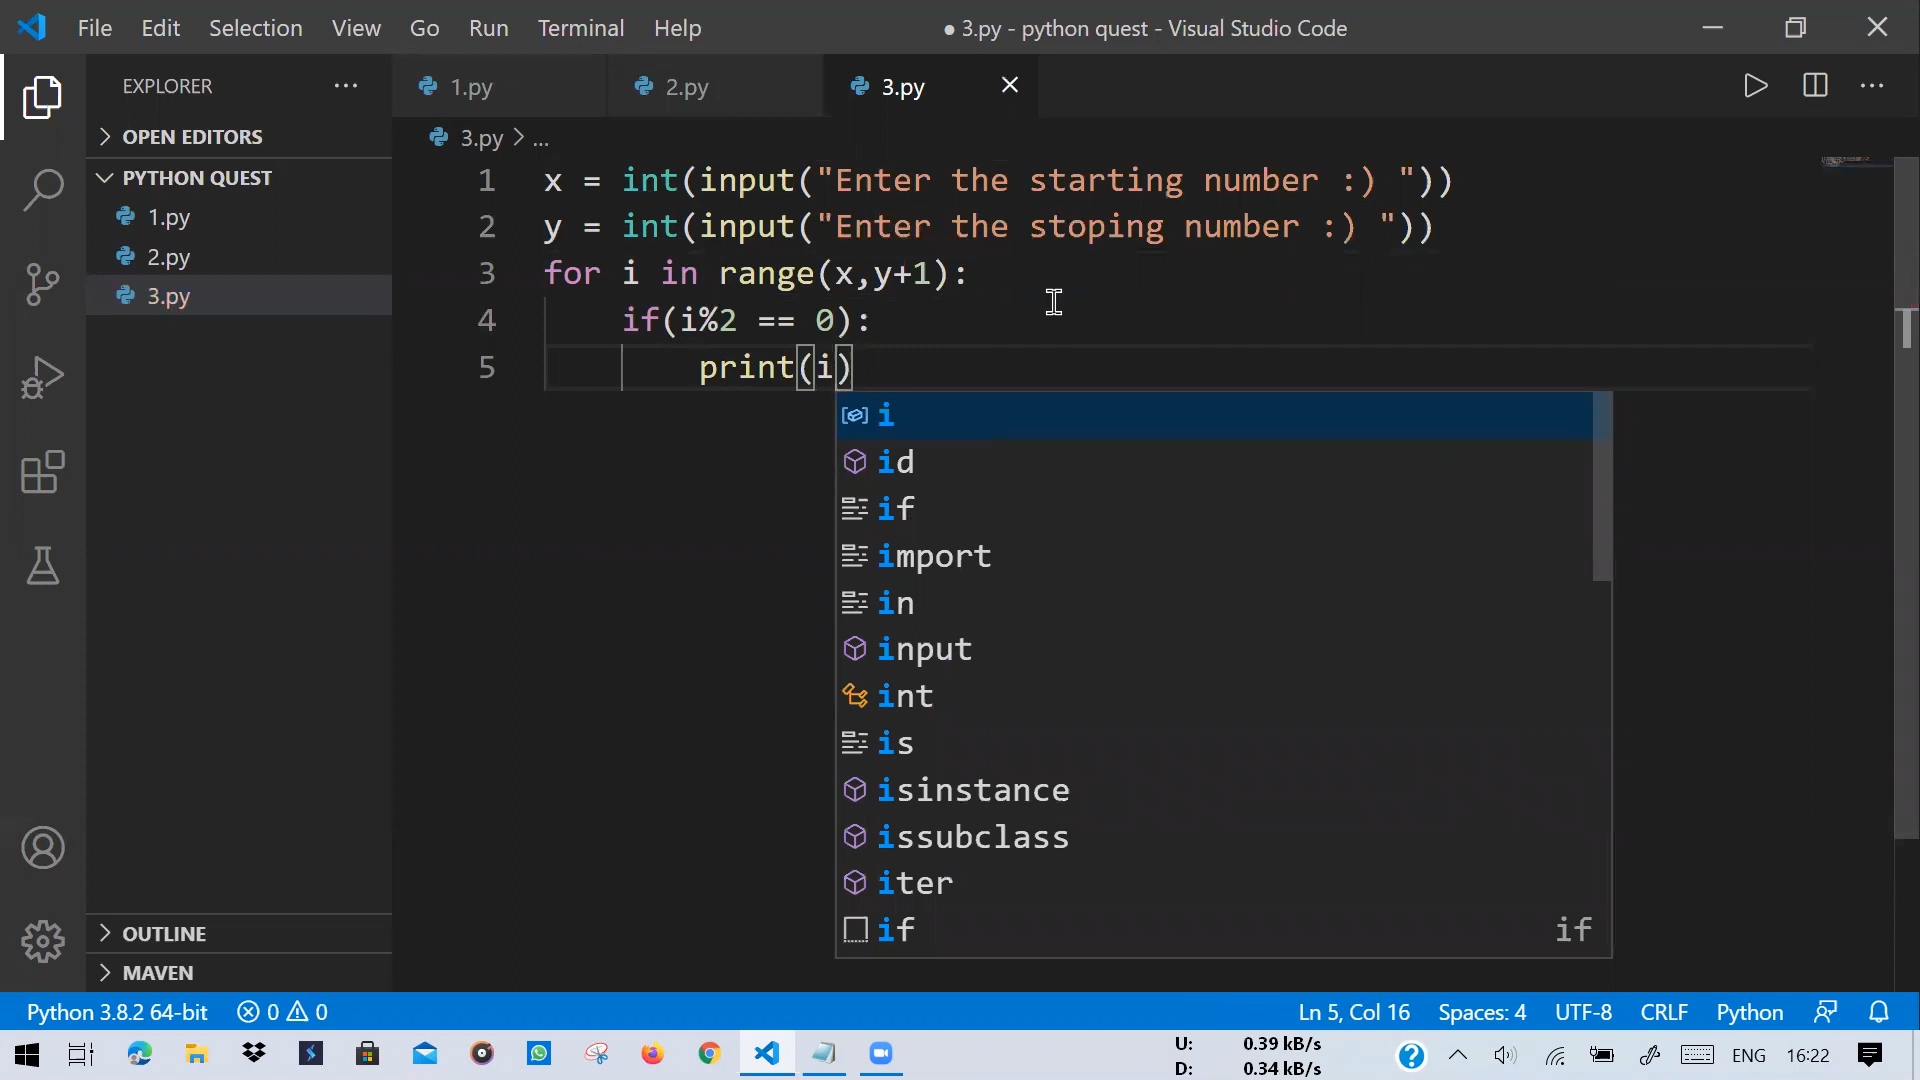 File Edit Selection View Go Run Terminal Help ● 3.py - python quest - Visual Studio Code
EXPLORER ···
1.py 2.py 3.py
OPEN EDITORS
3.py > ...
PYTHON QUEST
1.py
2.py
3.py
1 x = int(input("Enter the starting number :) "))
2 y = int(input("Enter the stoping number :) "))
3 for i in range(x,y+1):
4 if(i%2 == 0):
5 print(i)
i
id
if
import
in
input
int
is
isinstance
issubclass
iter
if if
OUTLINE
MAVEN
Python 3.8.2 64-bit 0 0 Ln 5, Col 16 Spaces: 4 UTF-8 CRLF Python
U: 0.39 kB/s
D: 0.34 kB/s
ENG 16:22